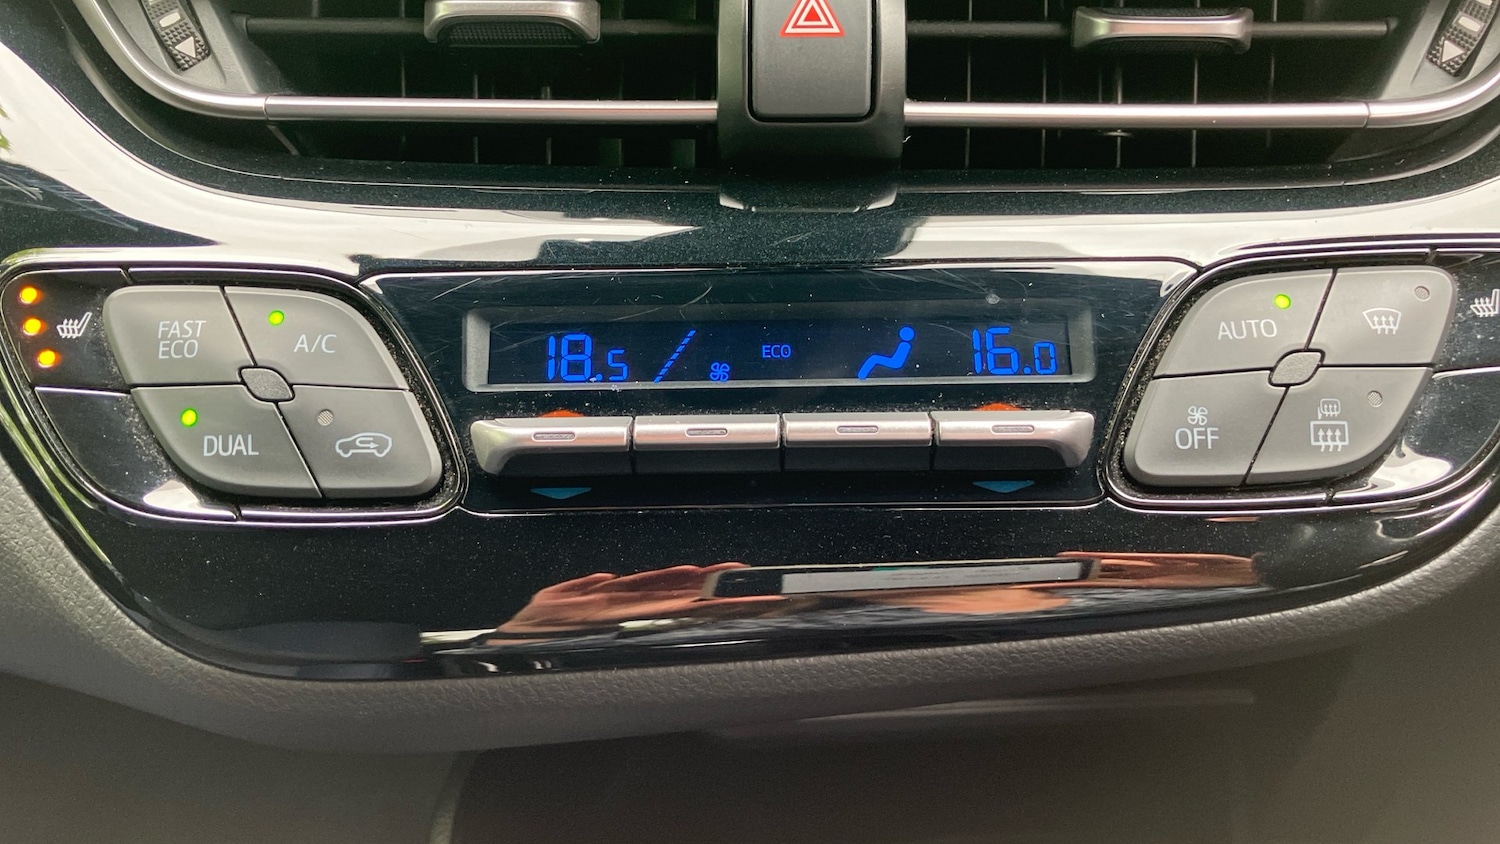 FAST
ECO
A/C
DUAL
18.5
ECO
16.0
AUTO
OFF